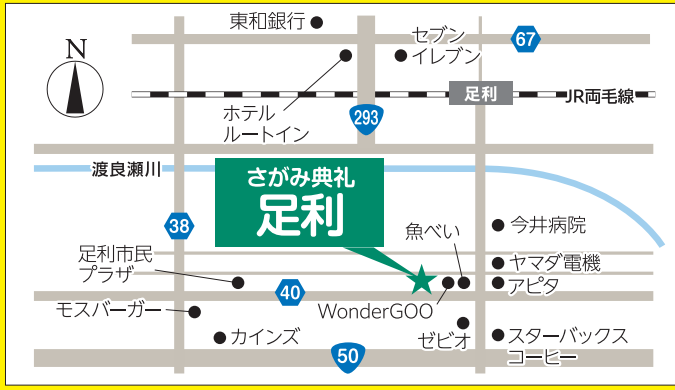 東和銀行
セブン
イレブン
67
N
足利
JR両毛線
ホテル
ルートイン
293
渡良瀬川
さがみ典礼
足利
38
魚べい
今井病院
足利市民
プラザ
ヤマダ電機
アピタ
40
WonderGOO
モスバーガー
カインズ
ゼビオ
スターバックス
コーヒー
50